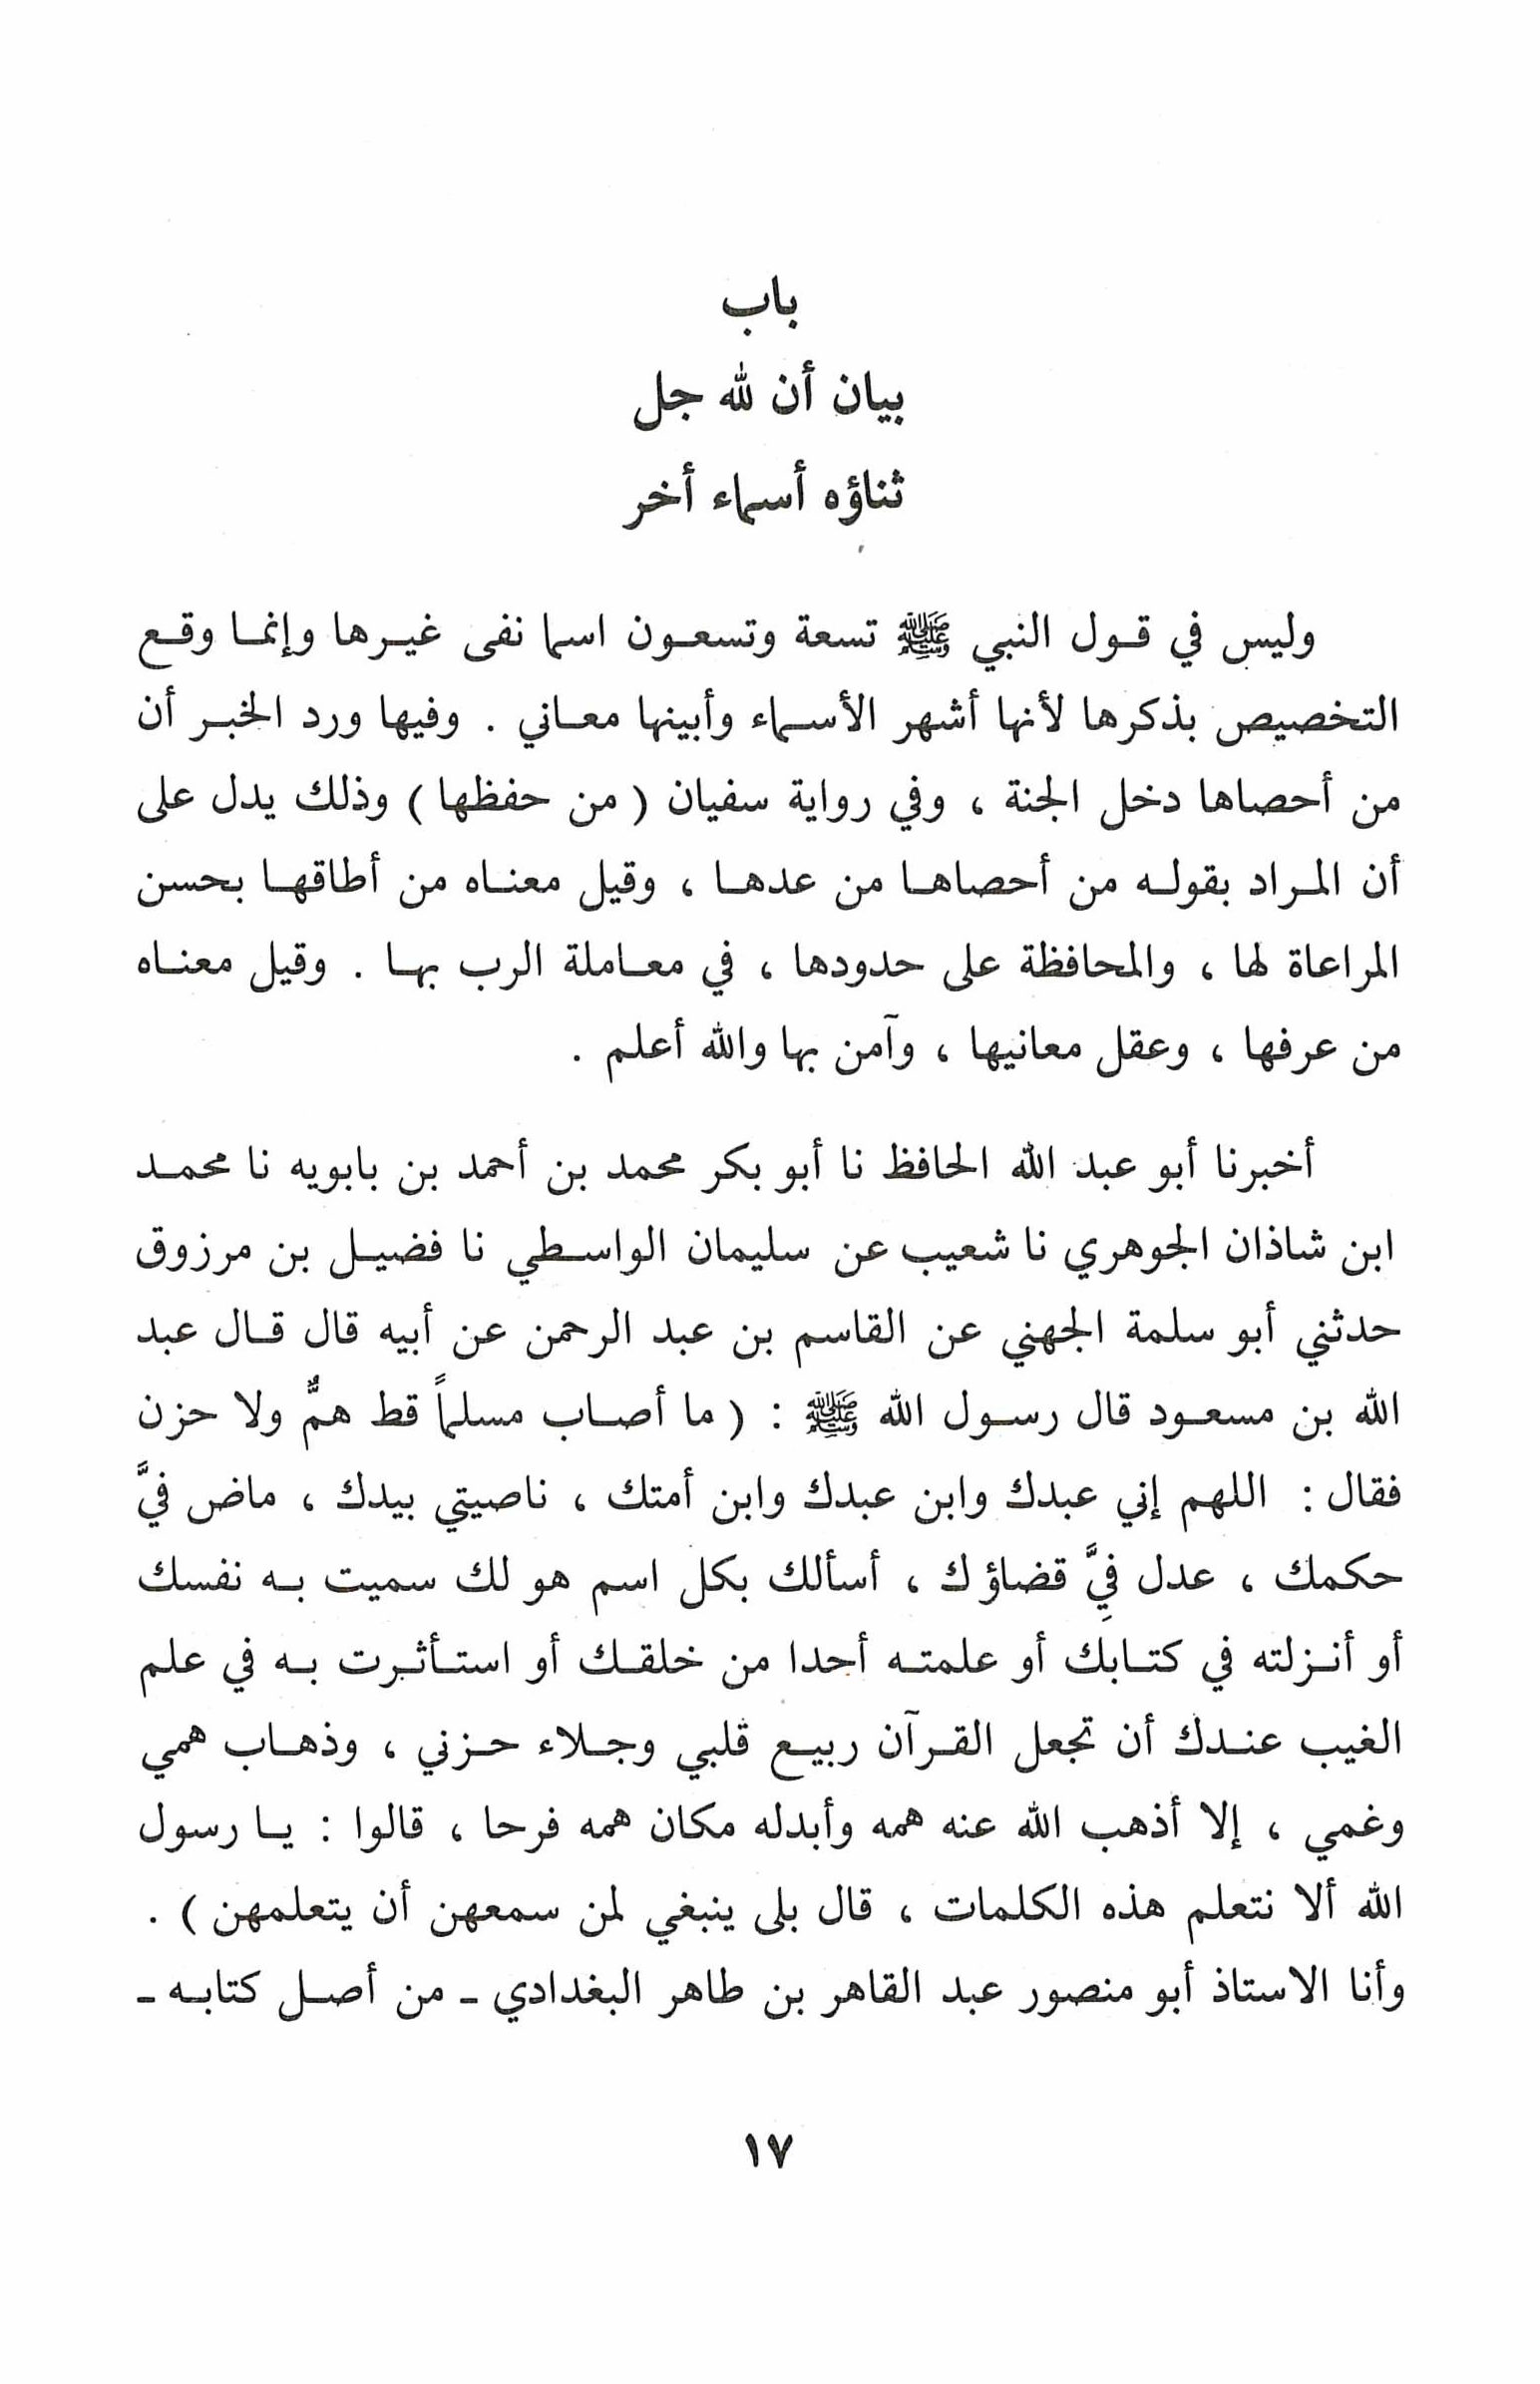 باب
بيان أن لله جل
ثناؤه أسماء أخر
وليس في قول النبي ﷺ تسعة وتسعون اسما نفى غيرها وإنما وقع
التخصيص بذكرها لأنها أشهر الأسماء وأبينها معاني . وفيها ورد الخبر أن
من أحصاها دخل الجنة ، وفي رواية سفيان ( من حفظها ) وذلك يدل على
أن المراد بقوله من أحصاها من عدها ، وقيل معناه من أطاقها بحسن
المراعاة لها ، والمحافظة على حدودها ، في معاملة الرب بها . وقيل معناه
من عرفها ، وعقل معانيها ، وآمن بها والله أعلم .
أخبرنا أبو عبد الله الحافظ نا أبو بكر محمد بن أحمد بن بابويه نا محمد
ابن شاذان الجوهري نا شعيب عن سليمان الواسطي نا فضيل بن مرزوق
حدثني أبو سلمة الجهني عن القاسم بن عبد الرحمن عن أبيه قال قال عبد
الله بن مسعود قال رسول الله ﷺ : ( ما أصاب مسلماً قط همٌّ ولا حزن
فقال : اللهم إني عبدك وابن عبدك وابن أمتك ، ناصيتي بيدك ، ماض فيَّ
حكمك ، عدل فِيَّ قضاؤك ، أسألك بكل اسم هو لك سميت به نفسك
أو أنزلته في كتابك أو علمته أحدا من خلقك أو استأثرت به في علم
الغيب عندك أن تجعل القرآن ربيع قلبي وجلاء حزني ، وذهاب همي
وغمي ، إلا أذهب الله عنه همه وأبدله مكان همه فرحا ، قالوا : يا رسول
الله ألا نتعلم هذه الكلمات ، قال بلى ينبغي لمن سمعهن أن يتعلمهن ) .
وأنا الاستاذ أبو منصور عبد القاهر بن طاهر البغدادي ـ من أصل كتابه ـ
١٧